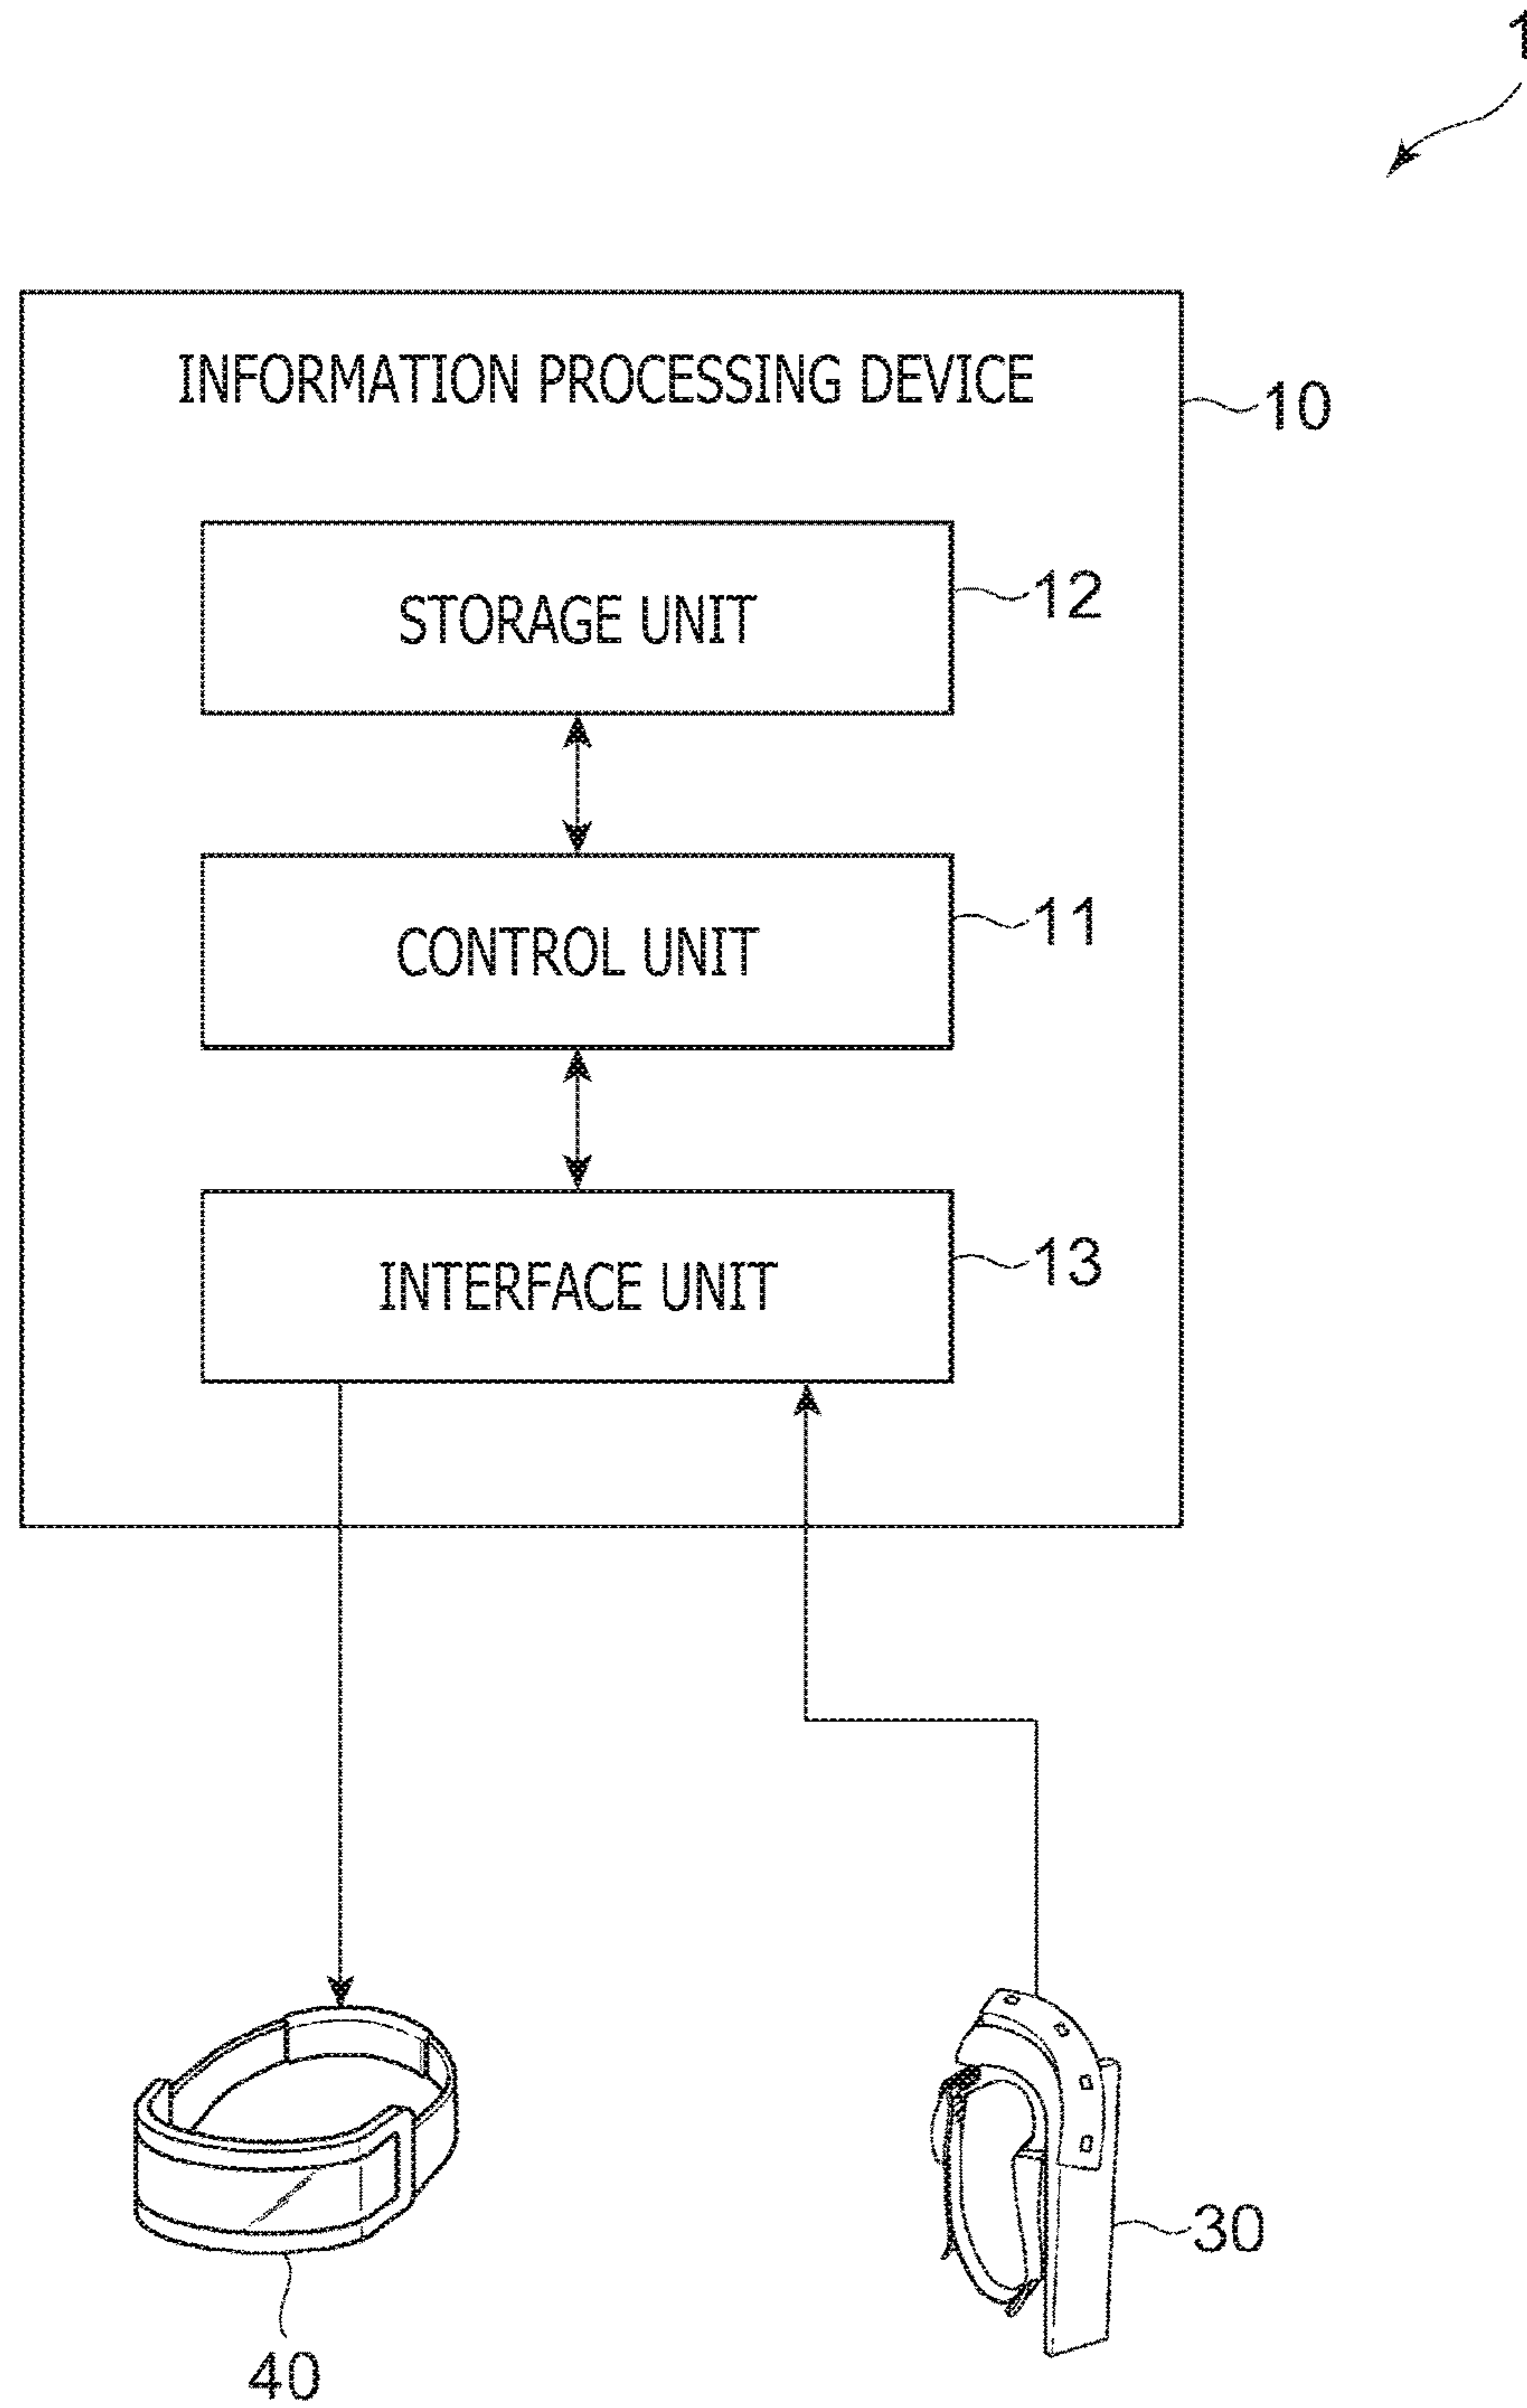 1
INFORMATION PROCESSING DEVICE
10
STORAGE UNIT
12
CONTROL UNIT
11
INTERFACE UNIT
13
30
40